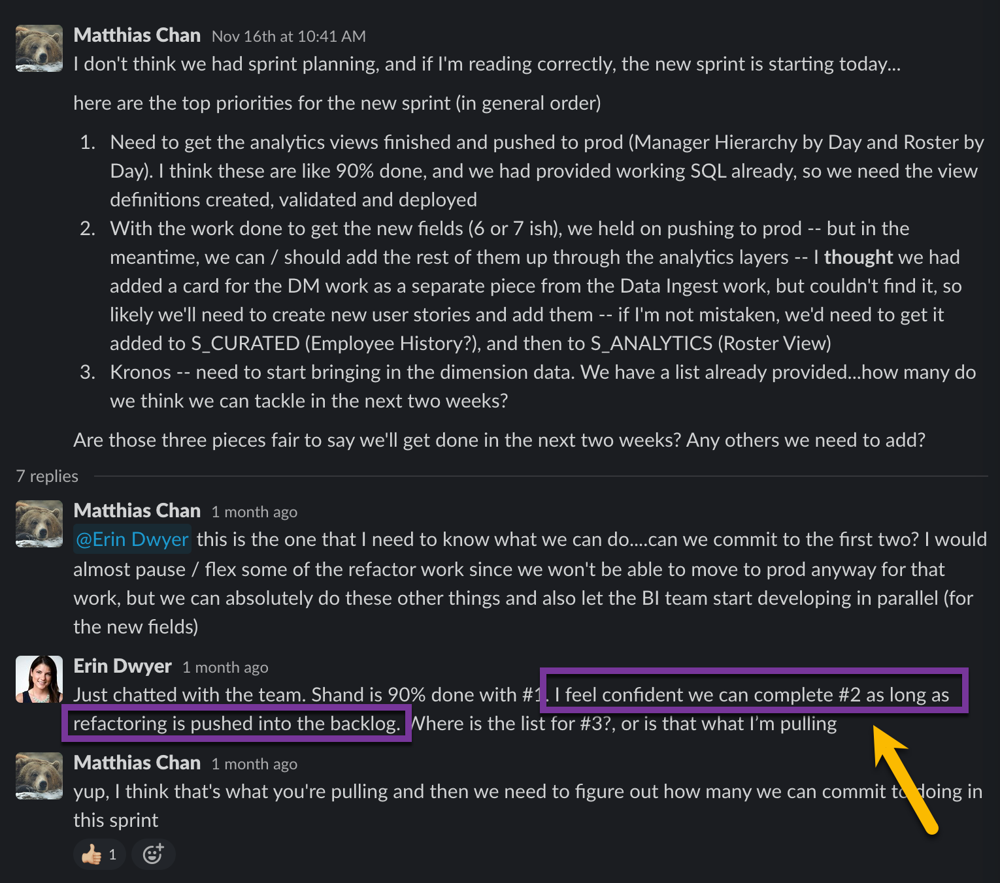 Matthias Chan Nov 16th at 10:41 AM
I don't think we had sprint planning, and if I'm reading correctly, the new sprint is starting today...
here are the top priorities for the new sprint (in general order)
1. Need to get the analytics views finished and pushed to prod (Manager Hierarchy by Day and Roster by
Day). I think these are like 90% done, and we had provided working SQL already, so we need the view
definitions created, validated and deployed
2. With the work done to get the new fields (6 or 7 ish), we held on pushing to prod -- but in the
meantime, we can / should add the rest of them up through the analytics layers -- I thought we had
added a card for the DM work as a separate piece from the Data Ingest work, but couldn't find it, so
likely we'll need to create new user stories and add them -- if I'm not mistaken, we'd need to get it
added to S_CURATED (Employee History?), and then to S_ANALYTICS (Roster View)
3. Kronos -- need to start bringing in the dimension data. We have a list already provided...how many do
we think we can tackle in the next two weeks?
Are those three pieces fair to say we'll get done in the next two weeks? Any others we need to add?
7 replies
Matthias Chan 1 month ago
@Erin Dwyer this is the one that I need to know what we can do....can we commit to the first two? I would
almost pause / flex some of the refactor work since we won't be able to move to prod anyway for that
work, but we can absolutely do these other things and also let the BI team start developing in parallel (for
the new fields)
Erin Dwyer 1 month ago
Just chatted with the team. Shand is 90% done with #1. I feel confident we can complete #2 as long as
refactoring is pushed into the backlog. Where is the list for #3?, or is that what I’m pulling
Matthias Chan 1 month ago
yup, I think that's what you're pulling and then we need to figure out how many we can commit to doing in
this sprint
1